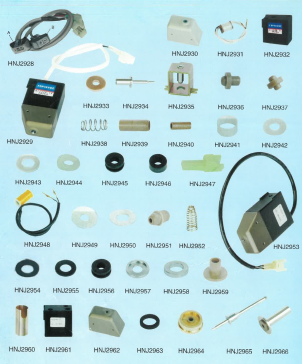 HNJ2928
HNJ2930 HNJ2931 HNJ2932
HNJ2933 HNJ2934 HNJ2935 HNJ2936 HNJ2937
HNJ2929 HNJ2938 HNJ2939 HNJ2940 HNJ2941 HNJ2942
HNJ2943 HNJ2944 HNJ2945 HNJ2946 HNJ2947
HNJ2948 HNJ2949 HNJ2950 HNJ2951 HNJ2952 HNJ2953
HNJ2954 HNJ2955 HNJ2956 HNJ2957 HNJ2958 HNJ2959
HNJ2960 HNJ2961 HNJ2962 HNJ2963 HNJ2964 HNJ2965 HNJ2966